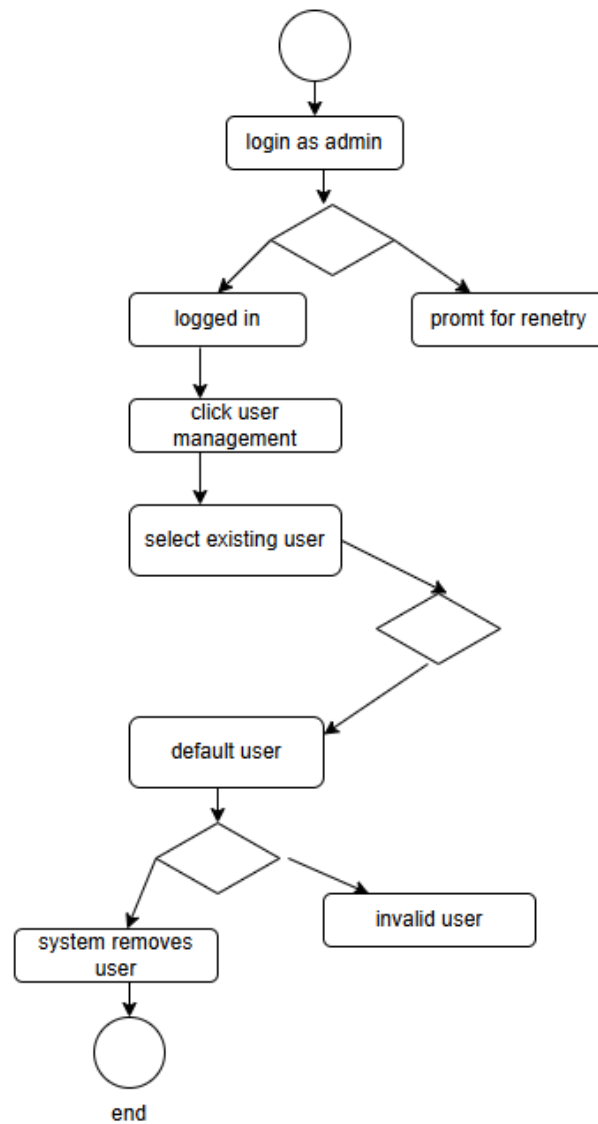 login as admin
logged in
promt for renetry
click user
management
select existing user
default user
invalid user
system removes
user
end